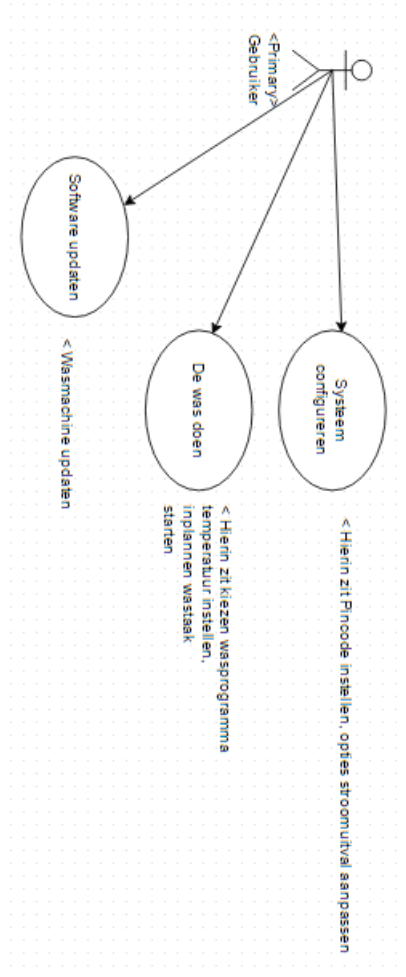 <Primary>
Gebruiker
Systeem
configureren
< Hierin zit Pincode instellen, opties stroomuitval aanpassen
De was doen
< Hierin zit kiezen wasprogramma
temperatuur instellen,
inplannen wastaak
starten
Software updaten
< Wasmachine updaten